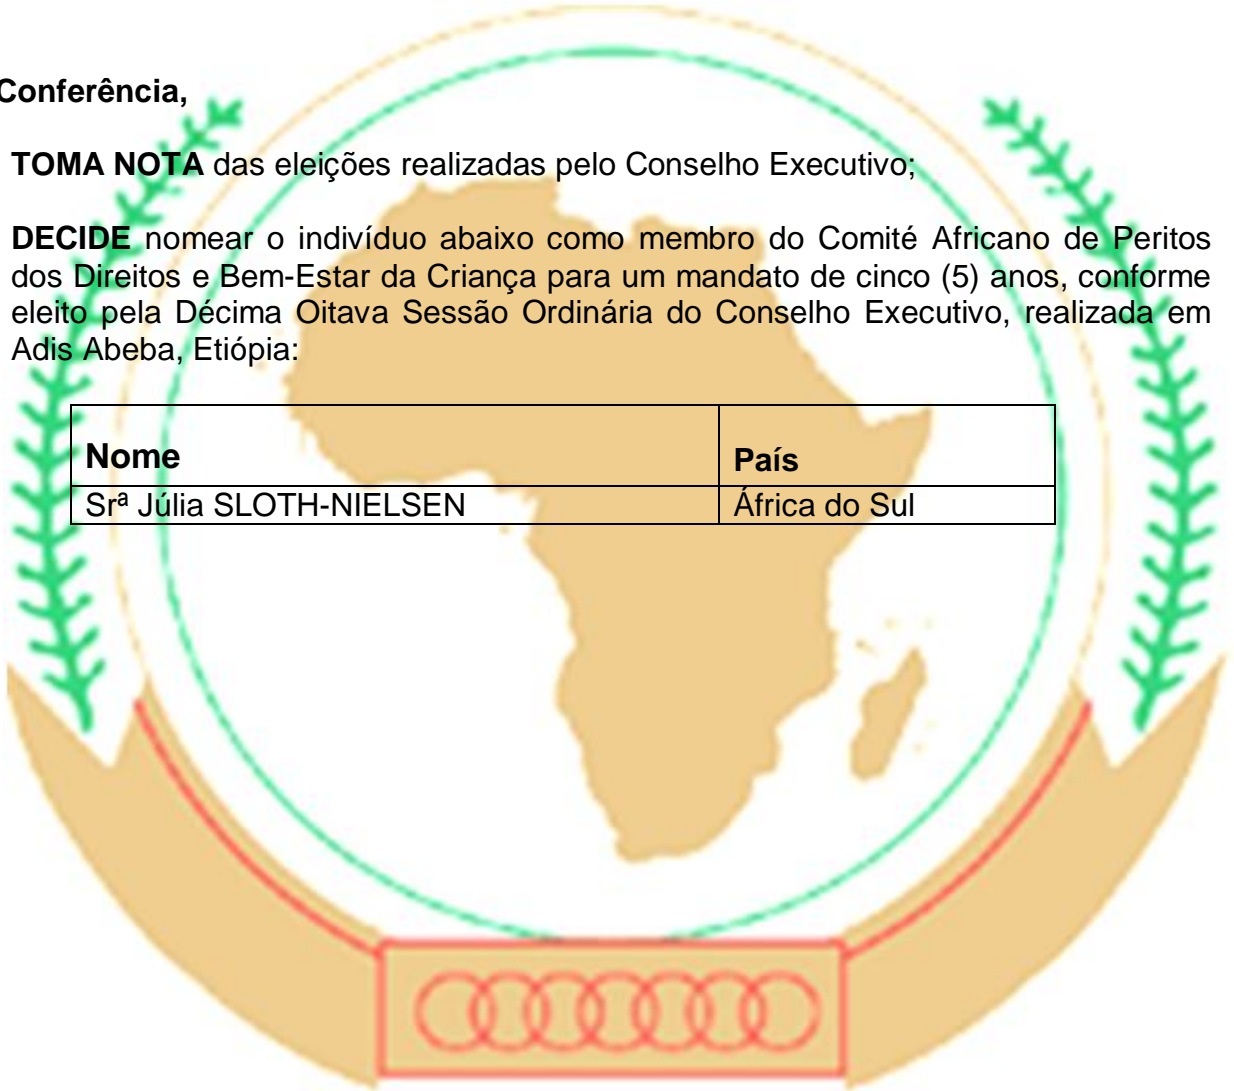 Conferência,
TOMA NOTA das eleições realizadas pelo Conselho Executivo;
DECIDE nomear o indivíduo abaixo como membro do Comité Africano de Peritos
dos Direitos e Bem-Estar da Criança para um mandato de cinco (5) anos, conforme
eleito pela Décima Oitava Sessão Ordinária do Conselho Executivo, realizada em
Adis Abeba, Etiópia:
Nome País
Srª Júlia SLOTH-NIELSEN África do Sul